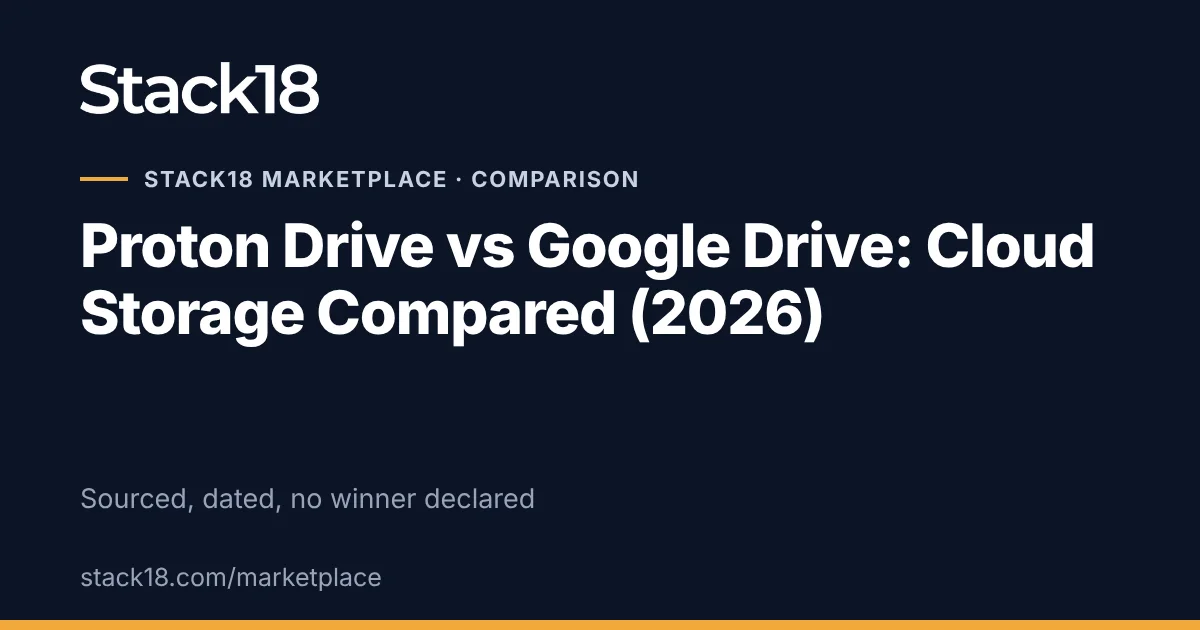 Stack18
STACK18 MARKETPLACE · COMPARISON
Proton Drive vs Google Drive: Cloud
Storage Compared (2026)
Sourced, dated, no winner declared
stack18.com/marketplace